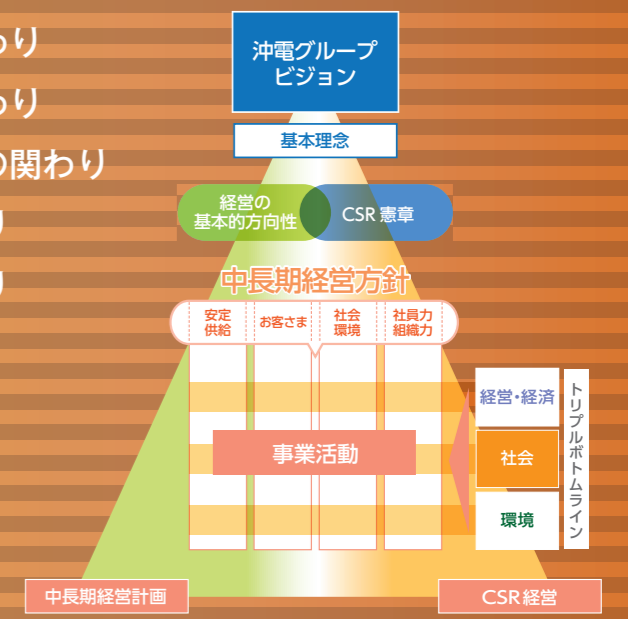 わり
わり
の関わり
り
り
沖電グループ
ビジョン
基本理念
経営の
基本的方向性
CSR 憲章
中長期経営方針
安定
供給
お客さま
社会
環境
社員力
組織力
事業活動
経営・経済
社会
環境
トリプルボトムライン
中長期経営計画
CSR 経営